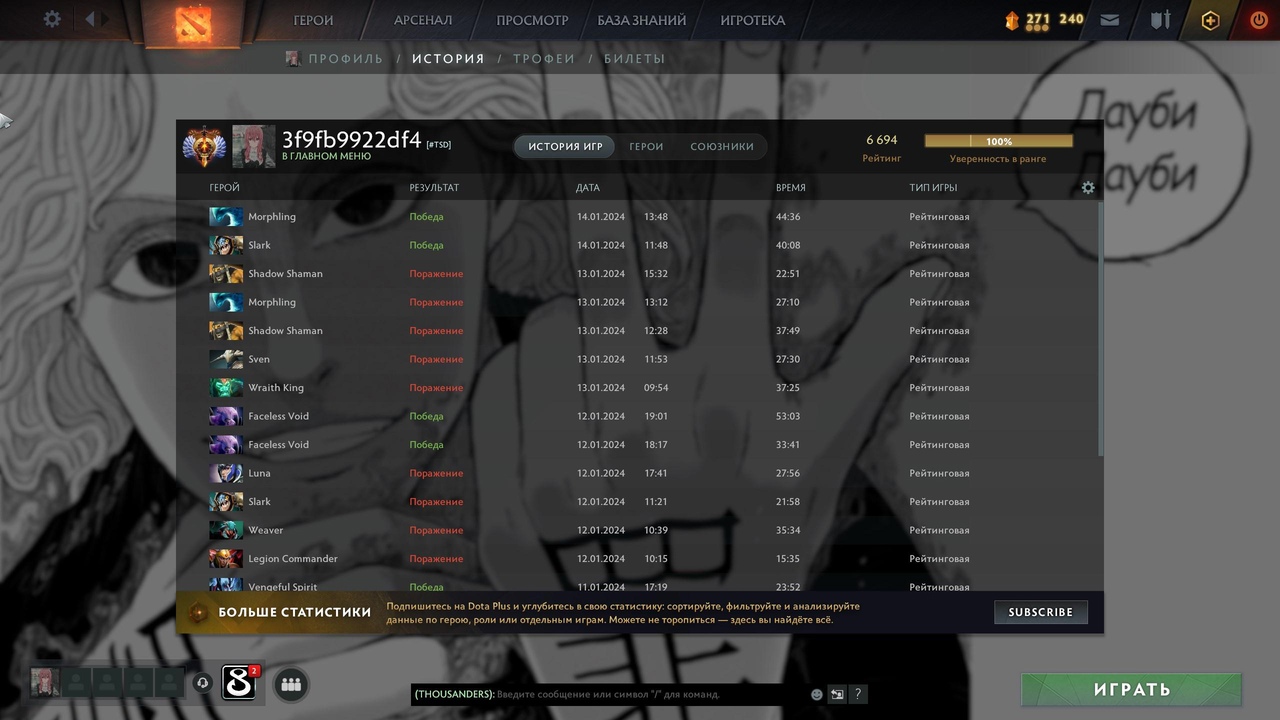 ГЕРОИ АРСЕНАЛ ПРОСМОТР БАЗА ЗНАНИЙ ИГРОТЕКА 271 240
ПРОФИЛЬ / ИСТОРИЯ / ТРОФЕИ / БИЛЕТЫ
Дауби
Дауби
3f9fb9922df4 [#TSD]
В ГЛАВНОМ МЕНЮ
ИСТОРИЯ ИГР ГЕРОИ СОЮЗНИКИ
6 694 100%
Рейтинг Уверенность в ранге
ГЕРОЙ РЕЗУЛЬТАТ ДАТА ВРЕМЯ ТИП ИГРЫ
Morphling Победа 14.01.2024 13:48 44:36 Рейтинговая
Slark Победа 14.01.2024 11:48 40:08 Рейтинговая
Shadow Shaman Поражение 13.01.2024 15:32 22:51 Рейтинговая
Morphling Поражение 13.01.2024 13:12 27:10 Рейтинговая
Shadow Shaman Поражение 13.01.2024 12:28 37:49 Рейтинговая
Sven Поражение 13.01.2024 11:53 27:30 Рейтинговая
Wraith King Поражение 13.01.2024 09:54 37:25 Рейтинговая
Faceless Void Победа 12.01.2024 19:01 53:03 Рейтинговая
Faceless Void Победа 12.01.2024 18:17 33:41 Рейтинговая
Luna Поражение 12.01.2024 17:41 27:56 Рейтинговая
Slark Поражение 12.01.2024 11:21 21:58 Рейтинговая
Weaver Поражение 12.01.2024 10:39 35:34 Рейтинговая
Legion Commander Поражение 12.01.2024 10:15 15:35 Рейтинговая
Vengeful Spirit Победа 11.01.2024 17:19 23:52 Рейтинговая
БОЛЬШЕ СТАТИСТИКИ
Подпишитесь на Dota Plus и углубитесь в свою статистику: сортируйте, фильтруйте и анализируйте
данные по герою, роли или отдельным играм. Можете не торопиться — здесь вы найдёте всё.
SUBSCRIBE
2
(THOUSANDERS): Введите сообщение или символ "/" для команд.
?
ИГРАТЬ